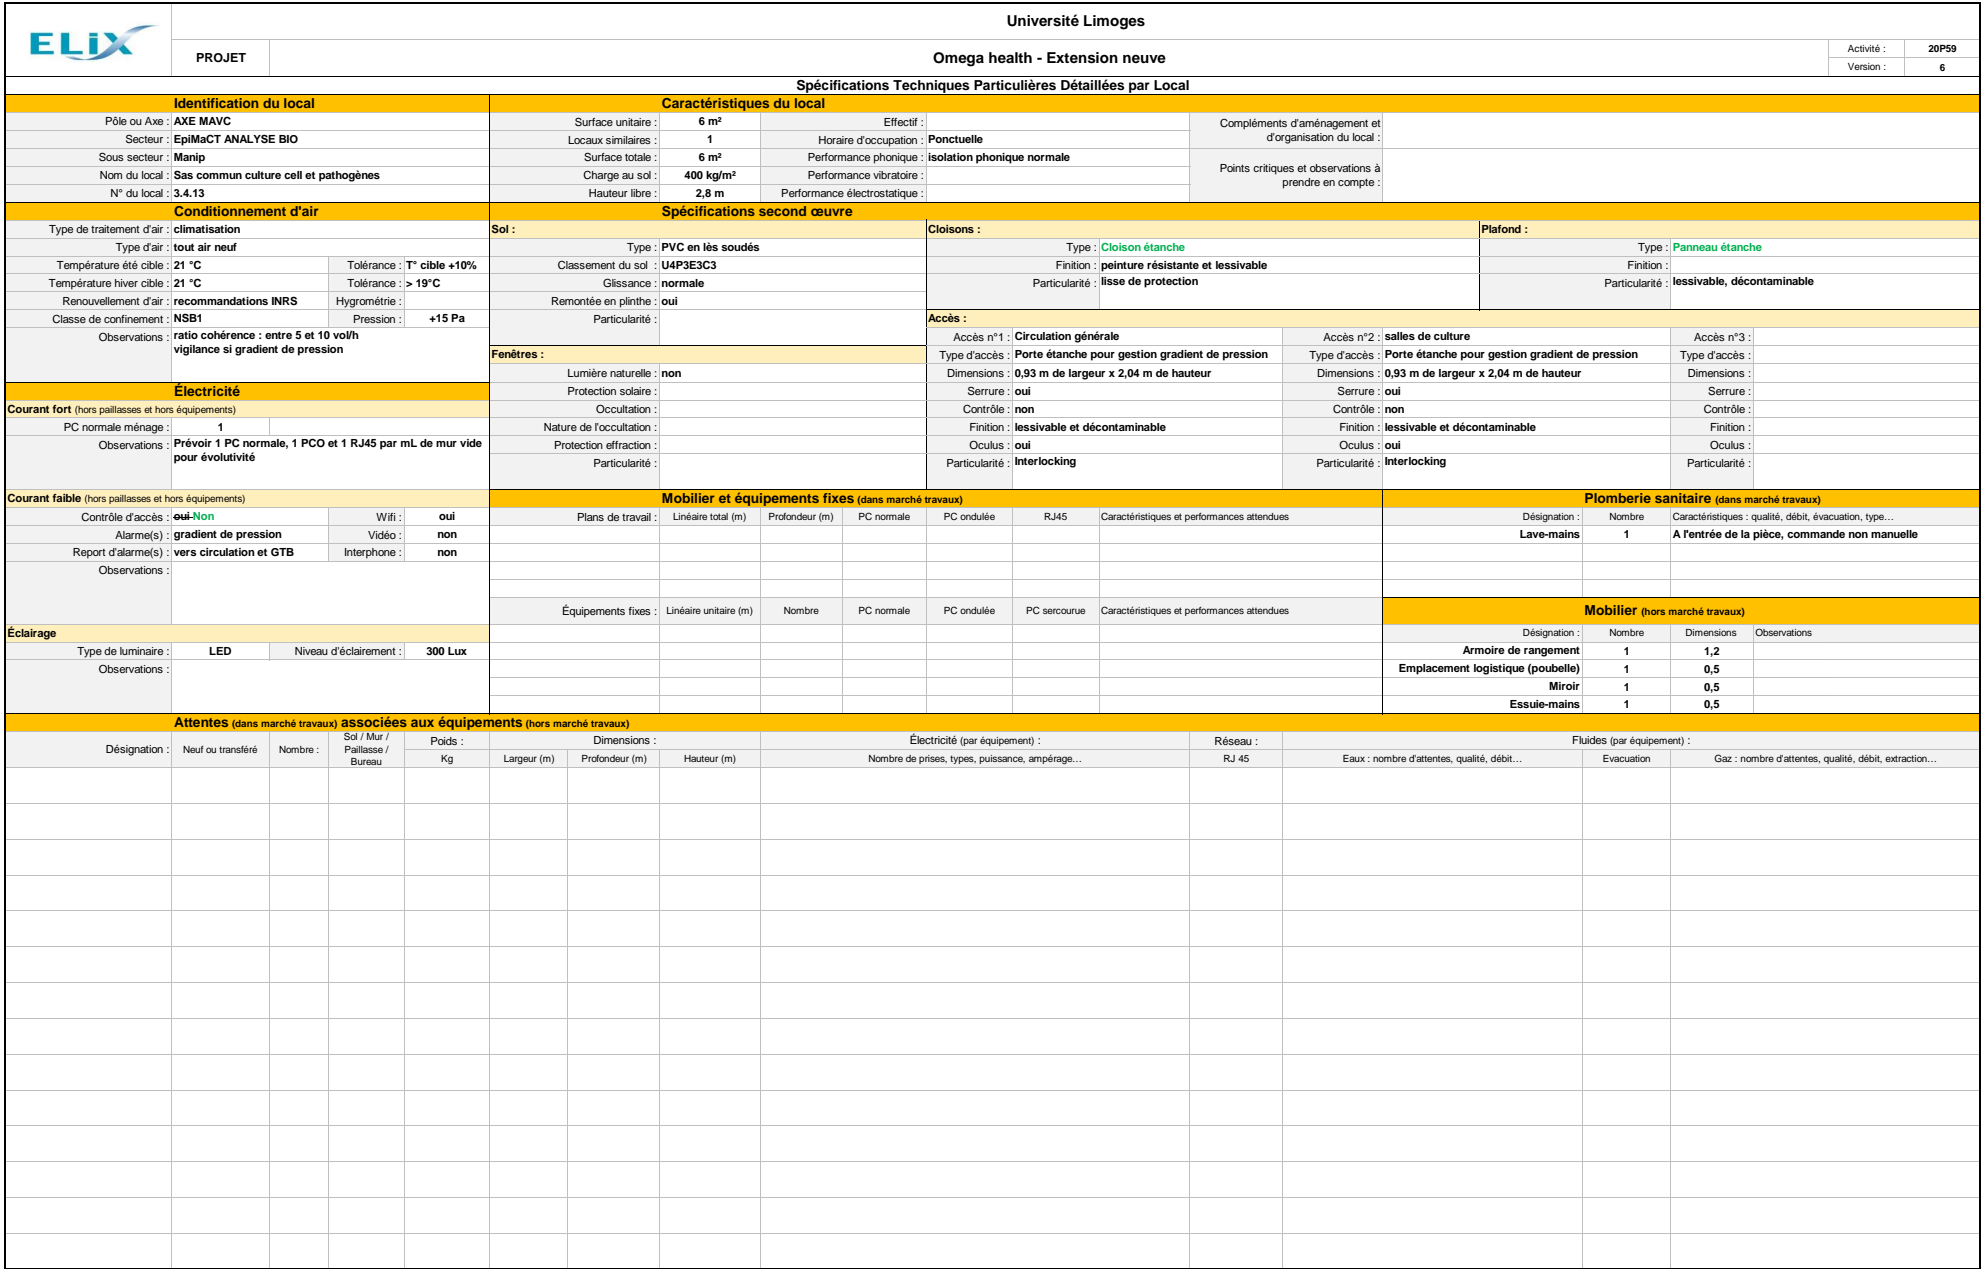 ELiX
Université Limoges
PROJET
Omega health - Extension neuve
Activité : 20P59
Version : 6
Spécifications Techniques Particulières Détaillées par Local
Identification du local
Pôle ou Axe : AXE MAVC
Secteur : EpiMaCT ANALYSE BIO
Sous secteur : Manip
Nom du local : Sas commun culture cell et pathogènes
N° du local : 3.4.13
Caractéristiques du local
Surface unitaire : 6 m² Effectif :
Locaux similaires : 1 Horaire d'occupation : Ponctuelle
Surface totale : 6 m² Performance phonique : isolation phonique normale
Charge au sol : 400 kg/m² Performance vibratoire :
Hauteur libre : 2,8 m Performance électrostatique :
Compléments d'aménagement et
d'organisation du local :
Points critiques et observations à
prendre en compte :
Conditionnement d'air
Type de traitement d'air : climatisation
Type d'air : tout air neuf
Température été cible : 21 °C Tolérance : T° cible +10%
Température hiver cible : 21 °C Tolérance : > 19°C
Renouvellement d'air : recommandations INRS Hygrométrie :
Classe de confinement : NSB1 Pression : +15 Pa
Observations : ratio cohérence : entre 5 et 10 vol/h
vigilance si gradient de pression
Spécifications second œuvre
Sol :
Type : PVC en lès soudés
Classement du sol : U4P3E3C3
Glissance : normale
Remontée en plinthe : oui
Particularité :
Cloisons :
Type : Cloison étanche
Finition : peinture résistante et lessivable
Particularité : lisse de protection
Plafond :
Type : Panneau étanche
Finition :
Particularité : lessivable, décontaminable
Fenêtres :
Lumière naturelle : non
Protection solaire :
Occultation :
Nature de l'occultation :
Protection effraction :
Particularité :
Accès :
Accès n°1 : Circulation générale Accès n°2 : salles de culture Accès n°3 :
Type d'accès : Porte étanche pour gestion gradient de pression Type d'accès : Porte étanche pour gestion gradient de pression Type d'accès :
Dimensions : 0,93 m de largeur x 2,04 m de hauteur Dimensions : 0,93 m de largeur x 2,04 m de hauteur Dimensions :
Serrure : oui Serrure : oui Serrure :
Contrôle : non Contrôle : non Contrôle :
Finition : lessivable et décontaminable Finition : lessivable et décontaminable Finition :
Oculus : oui Oculus : oui Oculus :
Particularité : Interlocking Particularité : Interlocking Particularité :
Électricité
Courant fort (hors paillasses et hors équipements)
PC normale ménage : 1
Observations : Prévoir 1 PC normale, 1 PCO et 1 RJ45 par mL de mur vide
pour évolutivité
Courant faible (hors paillasses et hors équipements)
Contrôle d'accès : oui Non Wifi : oui
Alarme(s) : gradient de pression Vidéo : non
Report d'alarme(s) : vers circulation et GTB Interphone : non
Observations :
Éclairage
Type de luminaire : LED Niveau d'éclairement : 300 Lux
Observations :
Mobilier et équipements fixes (dans marché travaux)
Plans de travail : Linéaire total (m) Profondeur (m) PC normale PC ondulée RJ45 Caractéristiques et performances attendues
Équipements fixes : Linéaire unitaire (m) Nombre PC normale PC ondulée PC sercourue Caractéristiques et performances attendues
Plomberie sanitaire (dans marché travaux)
Désignation : Nombre Caractéristiques : qualité, débit, évacuation, type…
Lave-mains 1 A l'entrée de la pièce, commande non manuelle
Mobilier (hors marché travaux)
Désignation : Nombre Dimensions Observations
Armoire de rangement 1 1,2
Emplacement logistique (poubelle) 1 0,5
Miroir 1 0,5
Essuie-mains 1 0,5
Attentes (dans marché travaux) associées aux équipements (hors marché travaux)
Désignation : Neuf ou transféré Nombre : Sol / Mur /
Paillasse /
Bureau
Poids : Dimensions : Électricité (par équipement) : Réseau : Fluides (par équipement) :
Kg Largeur (m) Profondeur (m) Hauteur (m) Nombre de prises, types, puissance, ampérage… RJ 45 Eaux : nombre d'attentes, qualité, débit… Evacuation Gaz : nombre d'attentes, qualité, débit, extraction…